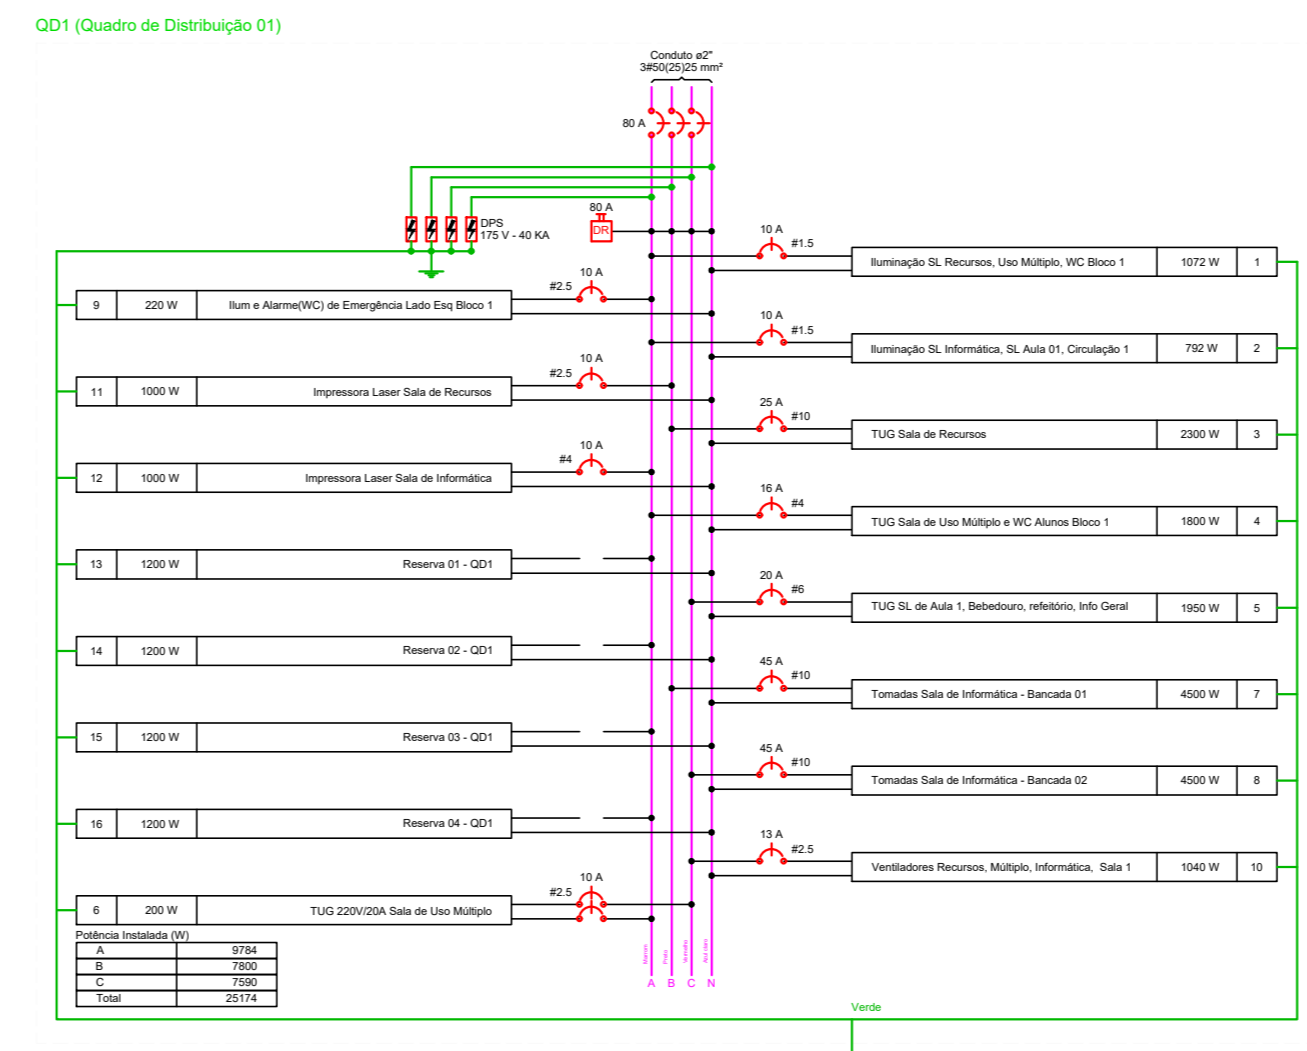 QD1 (Quadro de Distribuição 01)
Conduto ø2"
3#50(25)25 mm²
80 A
DPS
175 V - 40 KA
80 A
DR
10 A
#1.5
Iluminação SL Recursos, Uso Múltiplo, WC Bloco 1 1072 W 1
10 A
#2.5
9 220 W Ilum e Alarme(WC) de Emergência Lado Esq Bloco 1
10 A
#1.5
Iluminação SL Informática, SL Aula 01, Circulação 1 792 W 2
10 A
#2.5
11 1000 W Impressora Laser Sala de Recursos
25 A
#10
TUG Sala de Recursos 2300 W 3
10 A
#4
12 1000 W Impressora Laser Sala de Informática
16 A
#4
TUG Sala de Uso Múltiplo e WC Alunos Bloco 1 1800 W 4
13 1200 W Reserva 01 - QD1
20 A
#6
TUG SL de Aula 1, Bebedouro, refeitório, Info Geral 1950 W 5
14 1200 W Reserva 02 - QD1
45 A
#10
Tomadas Sala de Informática - Bancada 01 4500 W 7
15 1200 W Reserva 03 - QD1
45 A
#10
Tomadas Sala de Informática - Bancada 02 4500 W 8
16 1200 W Reserva 04 - QD1
13 A
#2.5
Ventiladores Recursos, Múltiplo, Informática, Sala 1 1040 W 10
10 A
#2.5
6 200 W TUG 220V/20A Sala de Uso Múltiplo
Potência Instalada (W)
A 9784
B 7800
C 7590
Total 25174
Marrom
Preto
Vermelho
Azul claro
A B C N
Verde